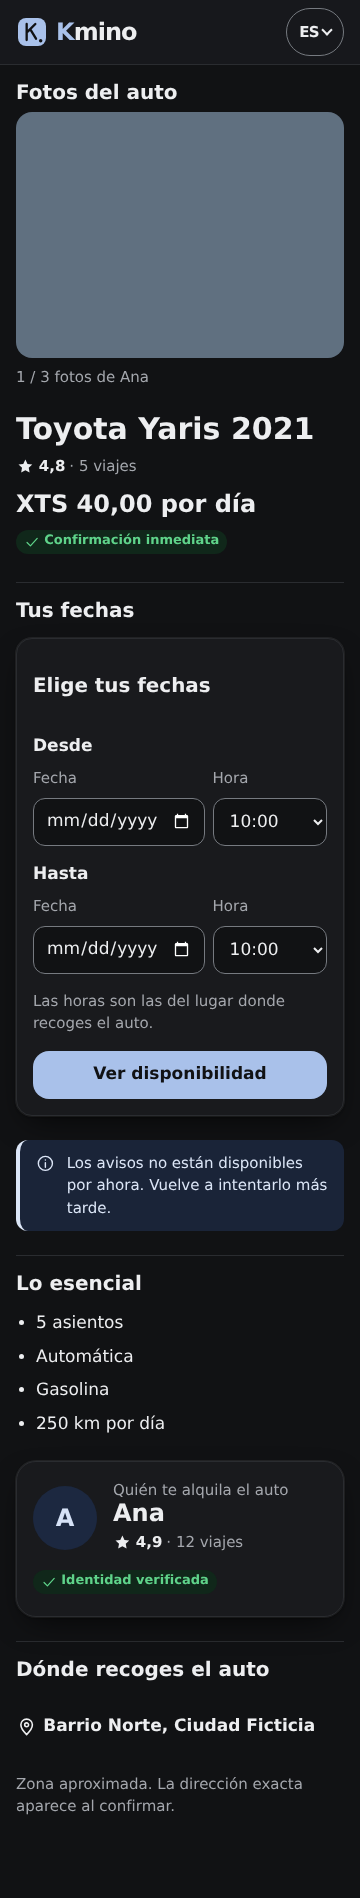 K. Kmino
ES
Fotos del auto
1 / 3 fotos de Ana
Toyota Yaris 2021
★ 4,8 · 5 viajes
XTS 40,00 por día
✓ Confirmación inmediata
Tus fechas
Elige tus fechas
Desde
Fecha Hora
mm/dd/yyyy 10:00
Hasta
Fecha Hora
mm/dd/yyyy 10:00
Las horas son las del lugar donde
recoges el auto.
Ver disponibilidad
Los avisos no están disponibles
por ahora. Vuelve a intentarlo más
tarde.
Lo esencial
• 5 asientos
• Automática
• Gasolina
• 250 km por día
A
Quién te alquila el auto
Ana
★ 4,9 · 12 viajes
✓ Identidad verificada
Dónde recoges el auto
Barrio Norte, Ciudad Ficticia
Zona aproximada. La dirección exacta
aparece al confirmar.